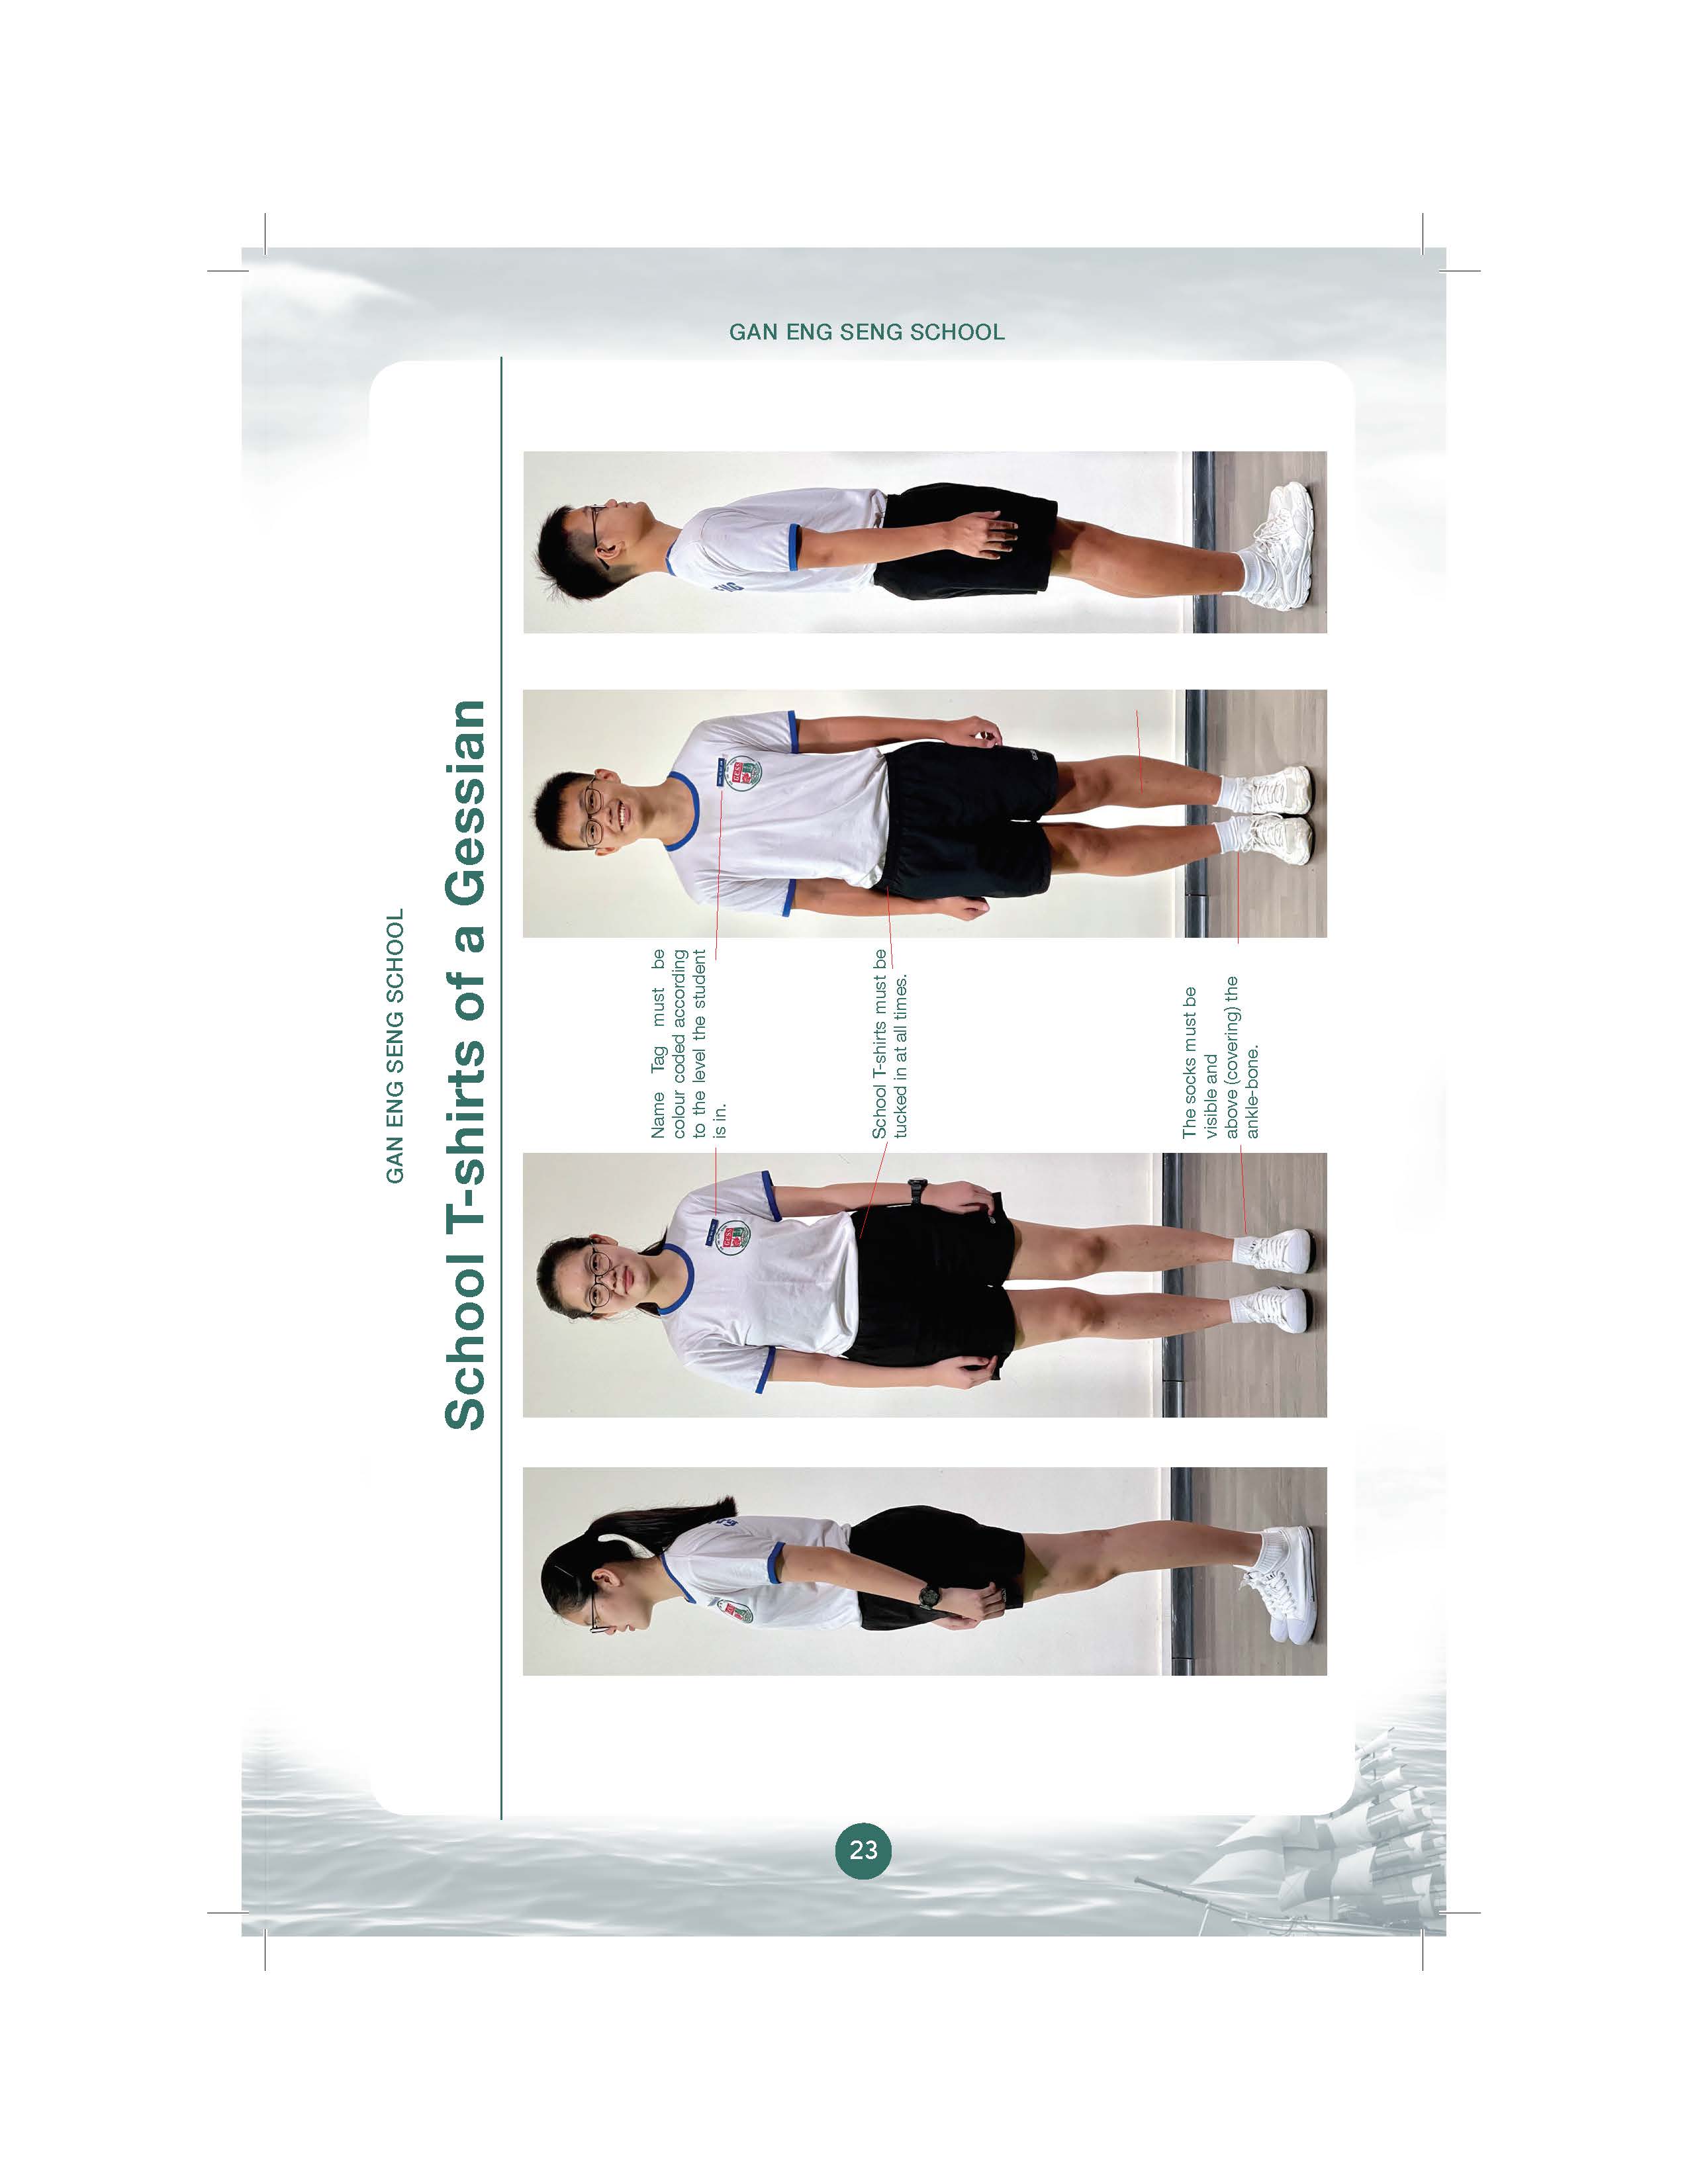 GAN ENG SENG SCHOOL
GAN ENG SENG SCHOOL
School T-shirts of a Gessian
Name Tag must be
colour coded according
to the level the student
is in.
School T-shirts must be
tucked in at all times.
The socks must be
visible and
above (covering) the
ankle-bone.
23